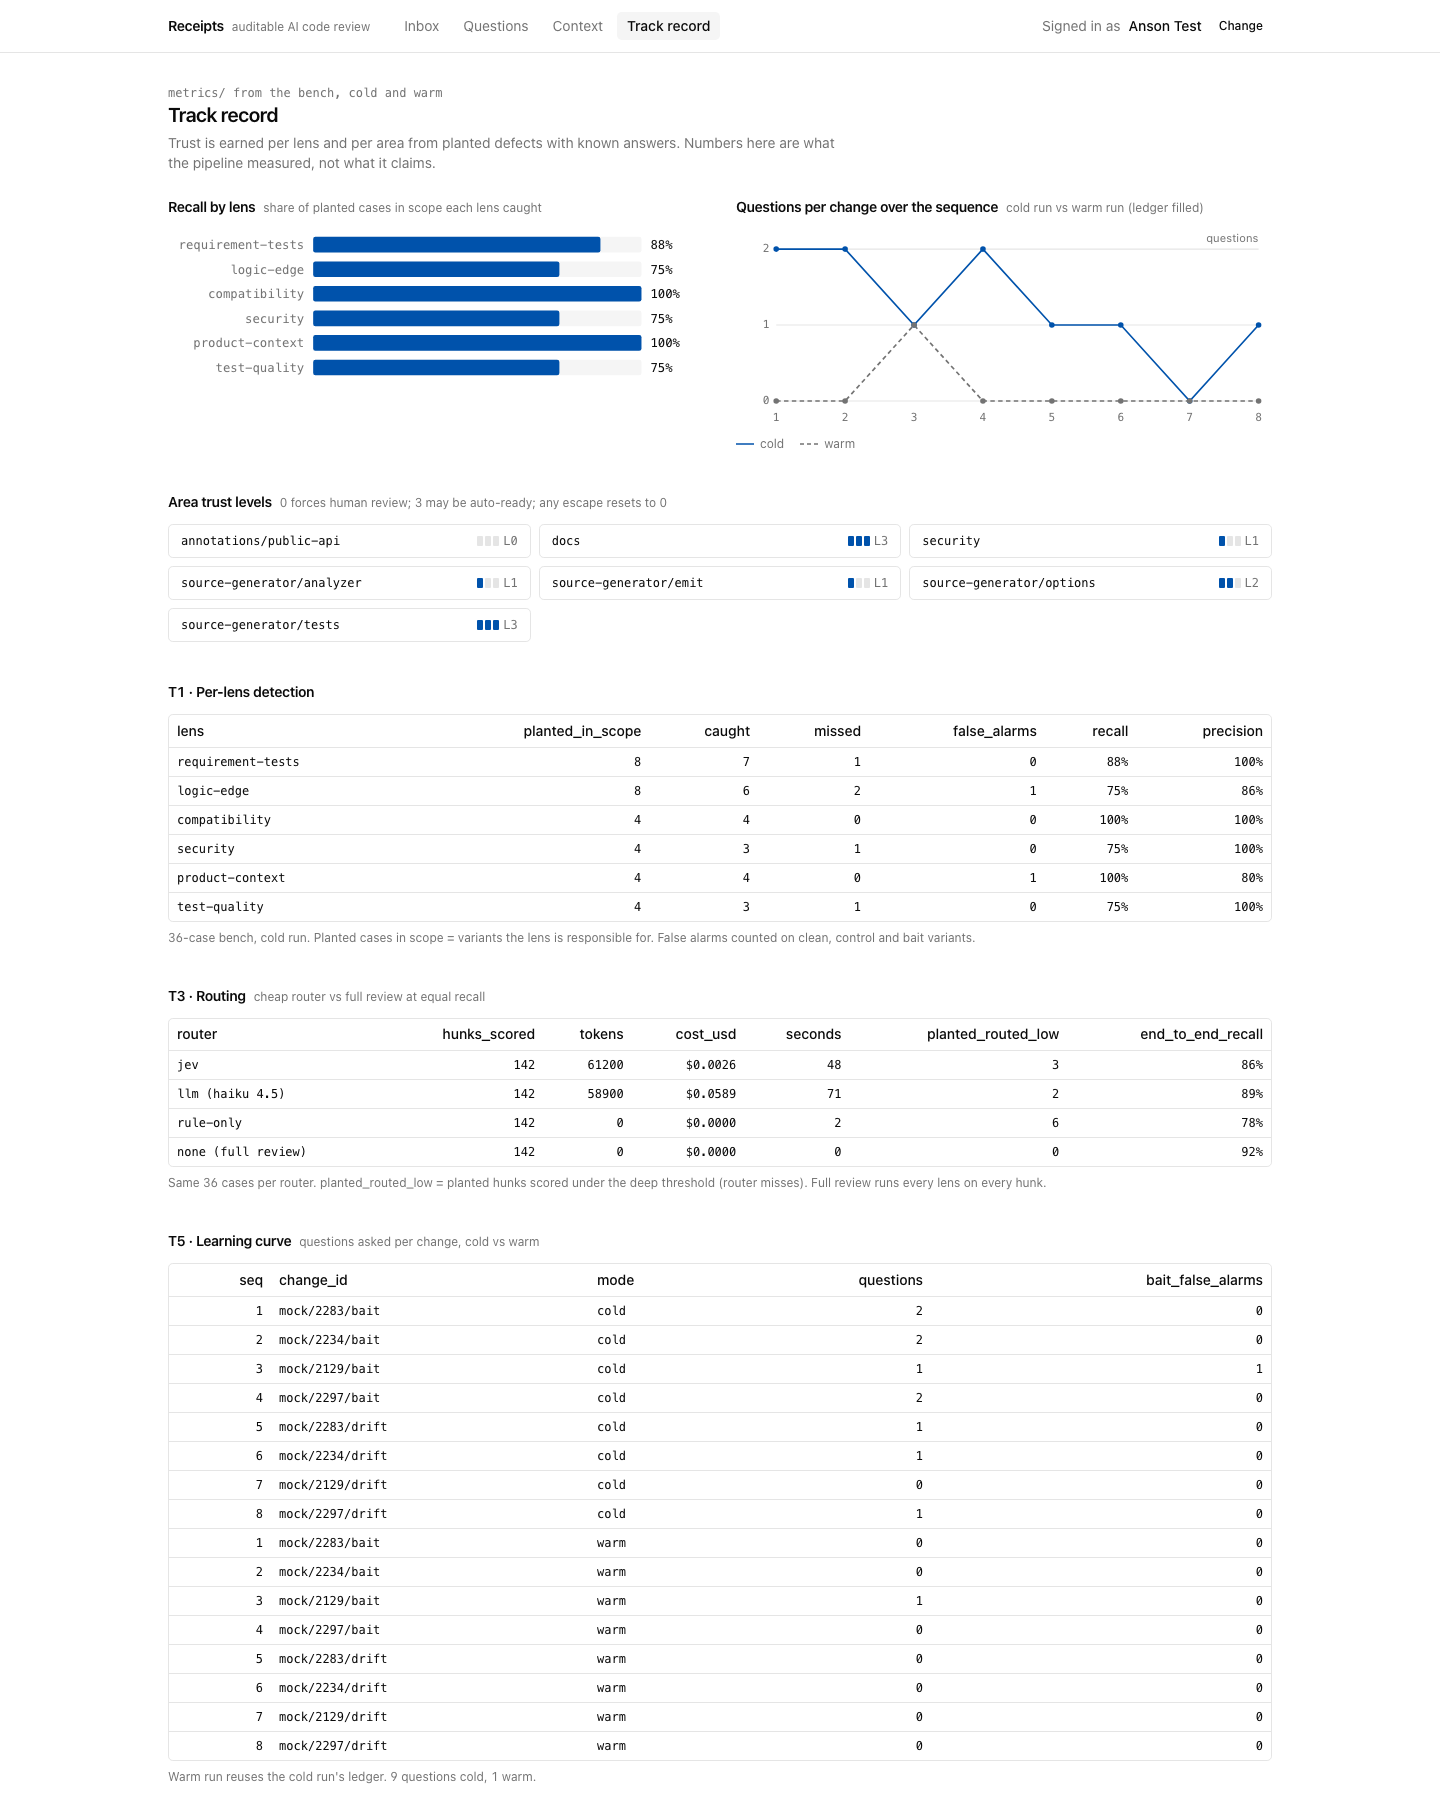 Receipts auditable AI code review Inbox Questions Context Track record Signed in as Anson Test Change
metrics/ from the bench, cold and warm
Track record
Trust is earned per lens and per area from planted defects with known answers. Numbers here are what
the pipeline measured, not what it claims.
Recall by lens share of planted cases in scope each lens caught
requirement-tests 88%
logic-edge 75%
compatibility 100%
security 75%
product-context 100%
test-quality 75%
Questions per change over the sequence cold run vs warm run (ledger filled)
questions
2
1
0
1 2 3 4 5 6 7 8
cold warm
Area trust levels 0 forces human review; 3 may be auto-ready; any escape resets to 0
annotations/public-api L0 docs L3 security L1
source-generator/analyzer L1 source-generator/emit L1 source-generator/options L2
source-generator/tests L3
T1 · Per-lens detection
lens planted_in_scope caught missed false_alarms recall precision
requirement-tests 8 7 1 0 88% 100%
logic-edge 8 6 2 1 75% 86%
compatibility 4 4 0 0 100% 100%
security 4 3 1 0 75% 100%
product-context 4 4 0 1 100% 80%
test-quality 4 3 1 0 75% 100%
36-case bench, cold run. Planted cases in scope = variants the lens is responsible for. False alarms counted on clean, control and bait variants.
T3 · Routing cheap router vs full review at equal recall
router hunks_scored tokens cost_usd seconds planted_routed_low end_to_end_recall
jev 142 61200 $0.0026 48 3 86%
llm (haiku 4.5) 142 58900 $0.0589 71 2 89%
rule-only 142 0 $0.0000 2 6 78%
none (full review) 142 0 $0.0000 0 0 92%
Same 36 cases per router. planted_routed_low = planted hunks scored under the deep threshold (router misses). Full review runs every lens on every hunk.
T5 · Learning curve questions asked per change, cold vs warm
seq change_id mode questions bait_false_alarms
1 mock/2283/bait cold 2 0
2 mock/2234/bait cold 2 0
3 mock/2129/bait cold 1 1
4 mock/2297/bait cold 2 0
5 mock/2283/drift cold 1 0
6 mock/2234/drift cold 1 0
7 mock/2129/drift cold 0 0
8 mock/2297/drift cold 1 0
1 mock/2283/bait warm 0 0
2 mock/2234/bait warm 0 0
3 mock/2129/bait warm 1 0
4 mock/2297/bait warm 0 0
5 mock/2283/drift warm 0 0
6 mock/2234/drift warm 0 0
7 mock/2129/drift warm 0 0
8 mock/2297/drift warm 0 0
Warm run reuses the cold run's ledger. 9 questions cold, 1 warm.